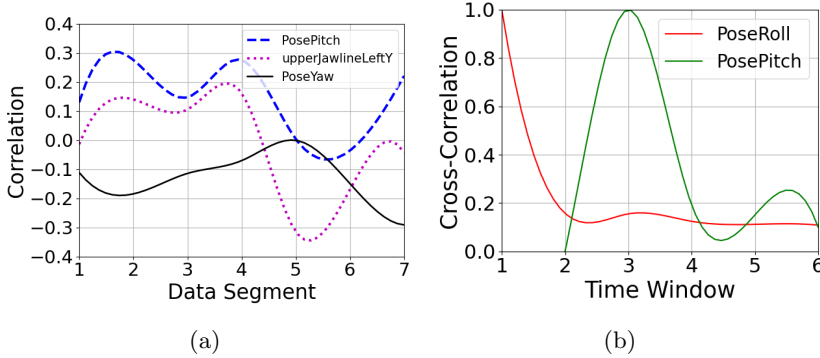 0.4
0.3
0.2
0.1
0.0
−0.1
−0.2
−0.3
−0.4
Correlation
PosePitch
upperJawlineLeftY
PoseYaw
1 2 3 4 5 6 7
Data Segment
(a)
1.0
0.8
0.6
0.4
0.2
0.0
Cross-Correlation
PoseRoll
PosePitch
1 2 3 4 5 6
Time Window
(b)